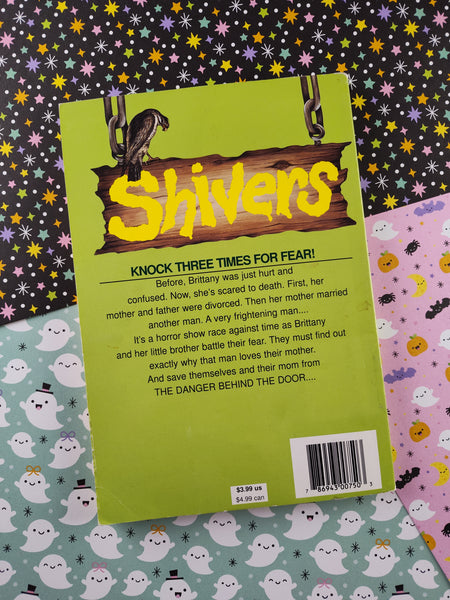 Shivers
KNOCK THREE TIMES FOR FEAR!
Before, Brittany was just hurt and
confused. Now, she's scared to death. First, her
mother and father were divorced. Then her mother married
another man. A very frightening man....
It's a horror show race against time as Brittany
and her little brother battle their fear. They must find out
exactly why that man loves their mother.
And save themselves and their mom from
THE DANGER BEHIND THE DOOR....
$3.99 us
$4.99 can
7 86943 00750 3